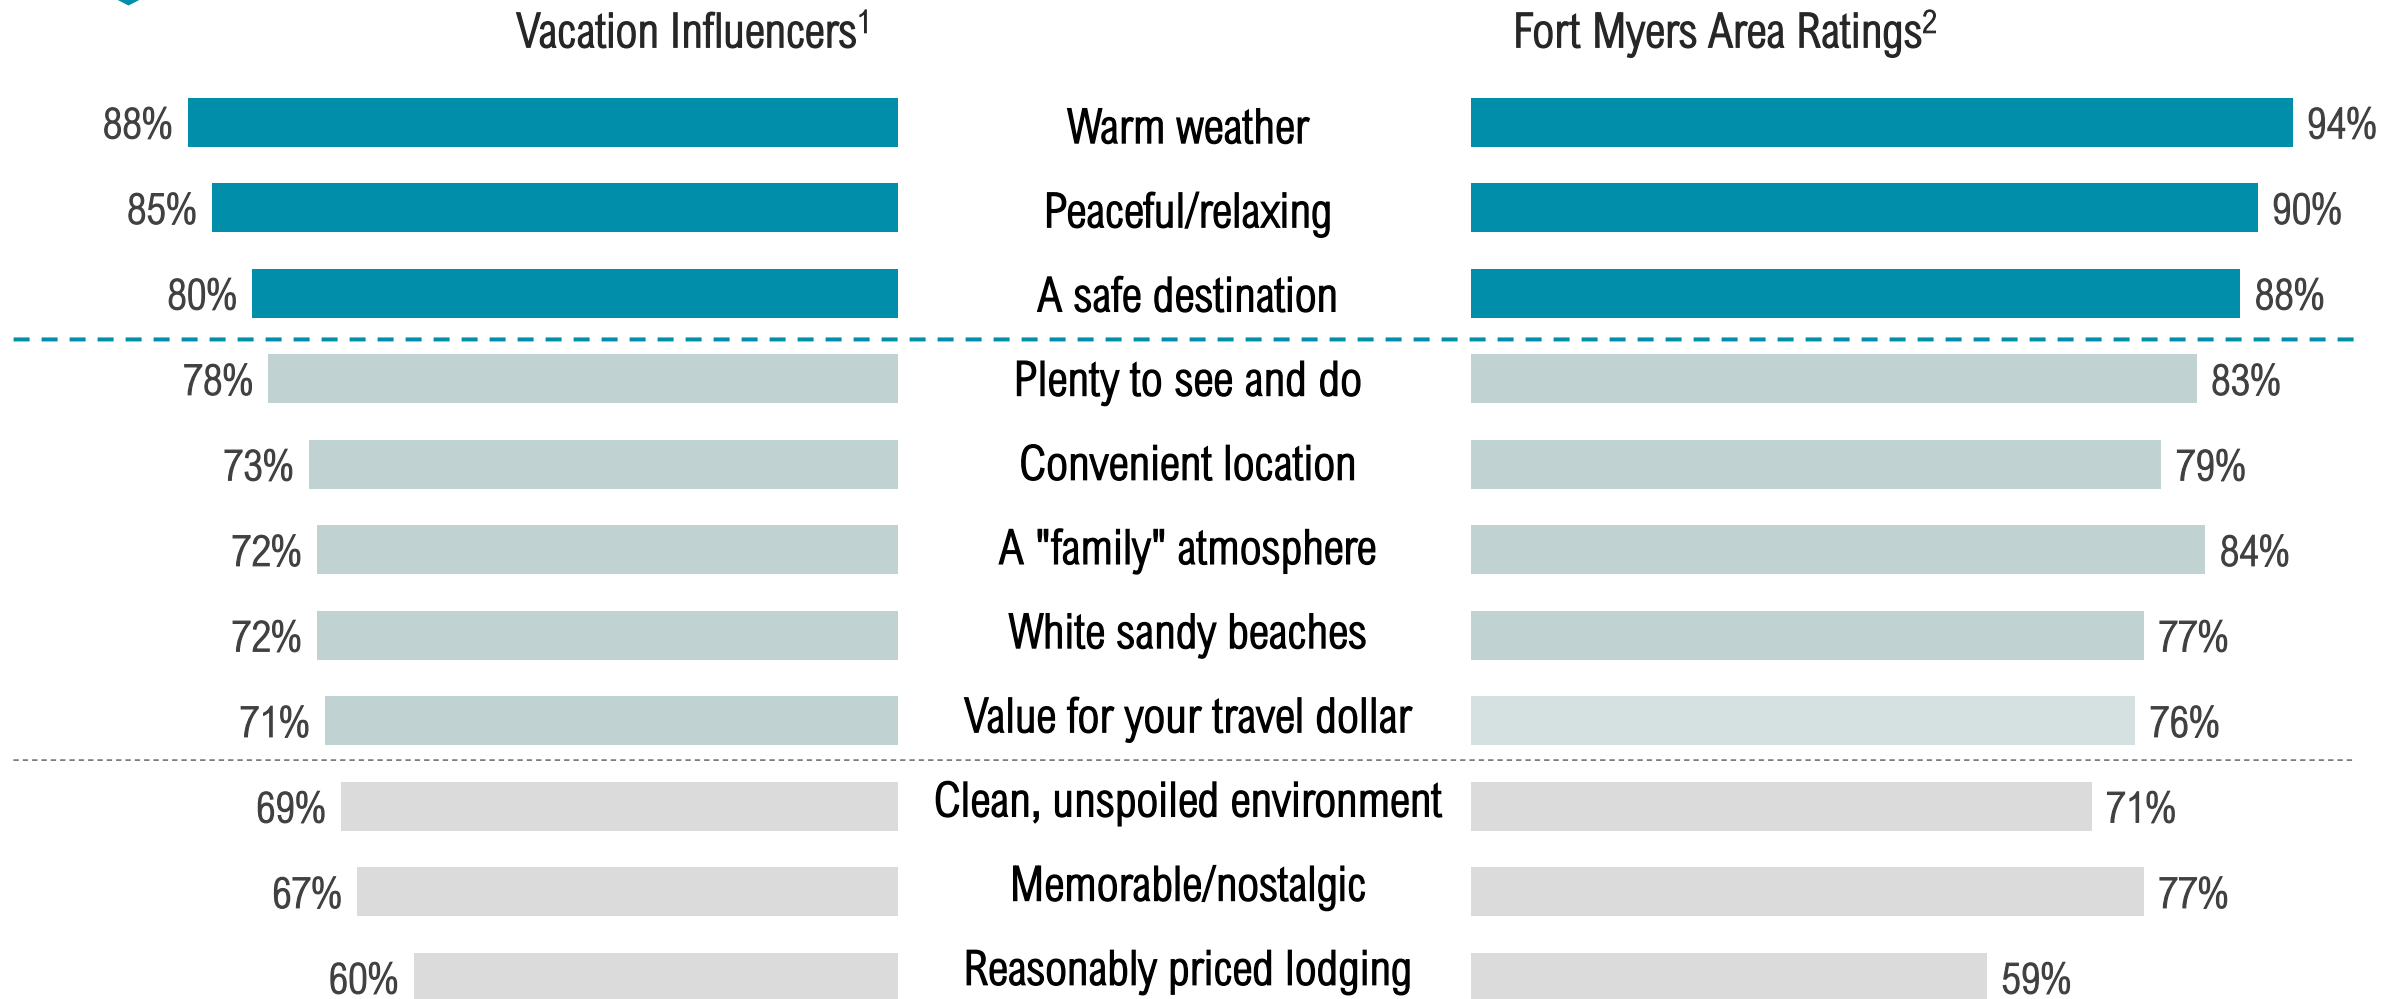 Vacation Influencers¹ Fort Myers Area Ratings²
88% Warm weather 94%
85% Peaceful/relaxing 90%
80% A safe destination 88%
78% Plenty to see and do 83%
73% Convenient location 79%
72% A "family" atmosphere 84%
72% White sandy beaches 77%
71% Value for your travel dollar 76%
69% Clean, unspoiled environment 71%
67% Memorable/nostalgic 77%
60% Reasonably priced lodging 59%